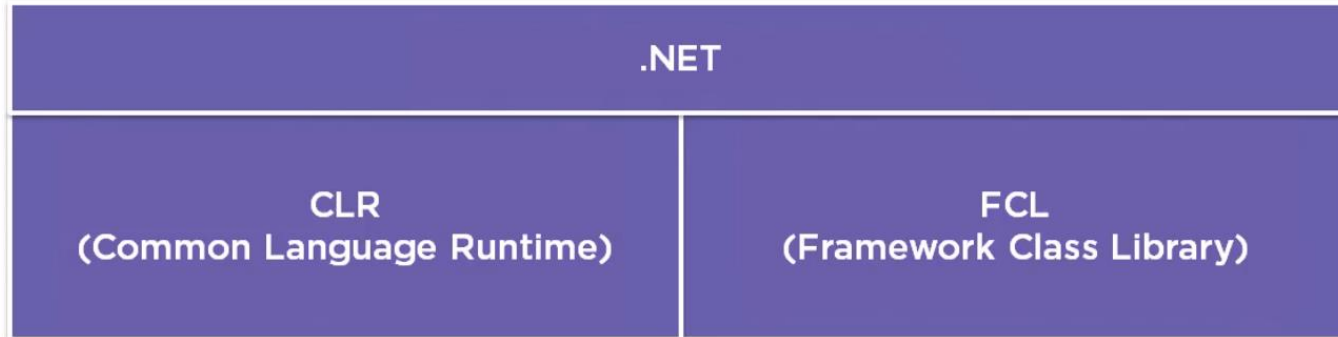 .NET
CLR
(Common Language Runtime)
FCL
(Framework Class Library)